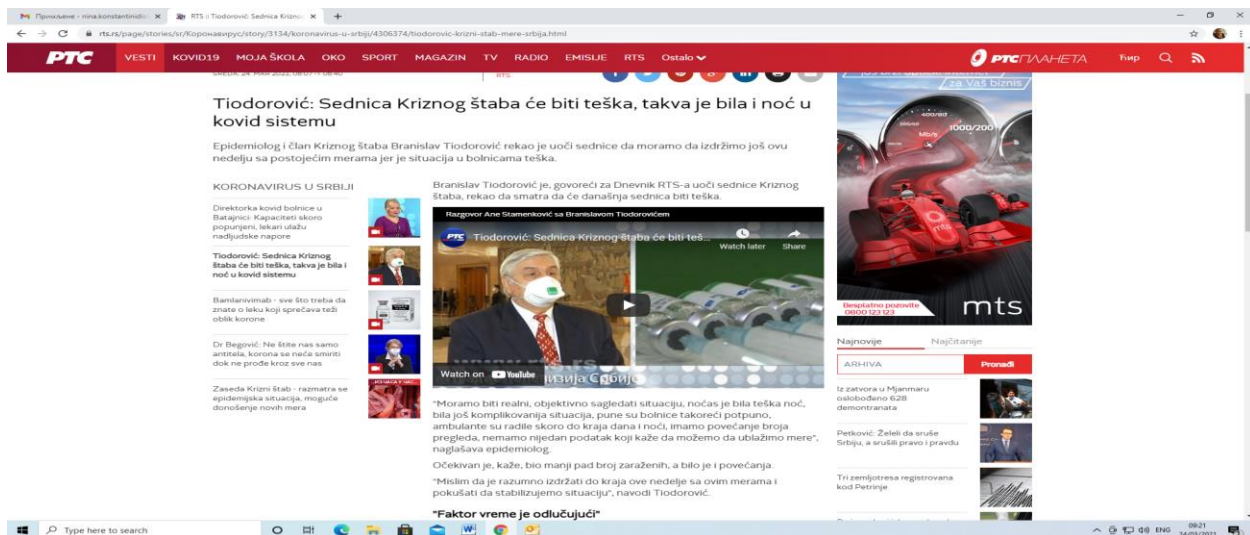 RTS :: Tiodorović: Sednica Krizno
rts.rs/page/stories/sr/Коронавирус/story/3134/koronavirus-u-srbiji/4306374/tiodorovic-krizni-stab-mere-srbija.html
РТС VESTI KOVID19 MOJA ŠKOLA OKO SPORT MAGAZIN TV RADIO EMISIJE RTS Ostalo РТС ПЛАНЕТА Ћир
RTS
Tiodorović: Sednica Kriznog štaba će biti teška, takva je bila i noć u
kovid sistemu
Epidemiolog i član Kriznog štaba Branislav Tiodorović rekao je uoči sednice da moramo da izdržimo još ovu
nedelju sa postojećim merama jer je situacija u bolnicama teška.
KORONAVIRUS U SRBIJI
Direktorka kovid bolnice u
Batajnici: Kapaciteti skoro
popunjeni, lekari ulažu
nadljudske napore
Tiodorović: Sednica Kriznog
štaba će biti teška, takva je bila i
noć u kovid sistemu
Bamlanivimab - sve što treba da
znate o leku koji sprečava teži
oblik korone
Dr Begović: Ne štite nas samo
antitela, korona se neće smiriti
dok ne prođe kroz sve nas
Zaseda Krizni štab - razmatra se
epidemijska situacija, moguće
donošenje novih mera
Branislav Tiodorović je, govoreći za Dnevnik RTS-a uoči sednice Kriznog
štaba, rekao da smatra da će današnja sednica biti teška.
Razgovor Ane Stamenković sa Branislavom Tiodorovićem
РТС Tiodorović: Sednica Kriznog štaba će biti teš...
Watch later Share
www.rts.rs
Watch on YouTube
визија Србије
"Moramo biti realni, objektivno sagledati situaciju, noćas je bila teška noć,
bila još komplikovanija situacija, pune su bolnice takoreći potpuno,
ambulante su radile skoro do kraja dana i noći, imamo povećanje broja
pregleda, nemamo nijedan podatak koji kaže da možemo da ublažimo mere",
naglašava epidemiolog.
Očekivan je, kaže, bio manji pad broj zaraženih, a bilo je i povećanja.
"Mislim da je razumno izdržati do kraja ove nedelje sa ovim merama i
pokušati da stabilizujemo situaciju", navodi Tiodorović.
"Faktor vreme je odlučujući"
za Vaš biznis
400/80
Mb/s
1000/200
mts
Besplatno pozovite
0800 123 123
mts
Najnovije Najčitanije
ARHIVA Pronađi
Iz zatvora u Mjanmaru
oslobođeno 628
demonstranata
Petković: Želeli da sruše
Srbiju, a srušili pravo i pravdu
Tri zemljotresa registrovana
kod Petrinje
Type here to search
ENG
09:21
24/03/2021